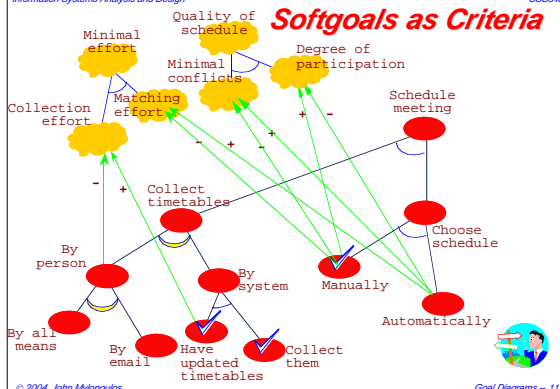 Information Systems Analysis and Design
Softgoals as Criteria
Quality of
schedule
Minimal
effort
Degree of
participation
Minimal
conflicts
Collection
effort
Matching
effort
Schedule
meeting
- + - + + -
- +
Collect
timetables
Choose
schedule
By
person
By
system
Manually
Automatically
By all
means
By
email
Have
updated
timetables
Collect
them
© 2004 John Mylopoulos
Goal Diagrams -- 11